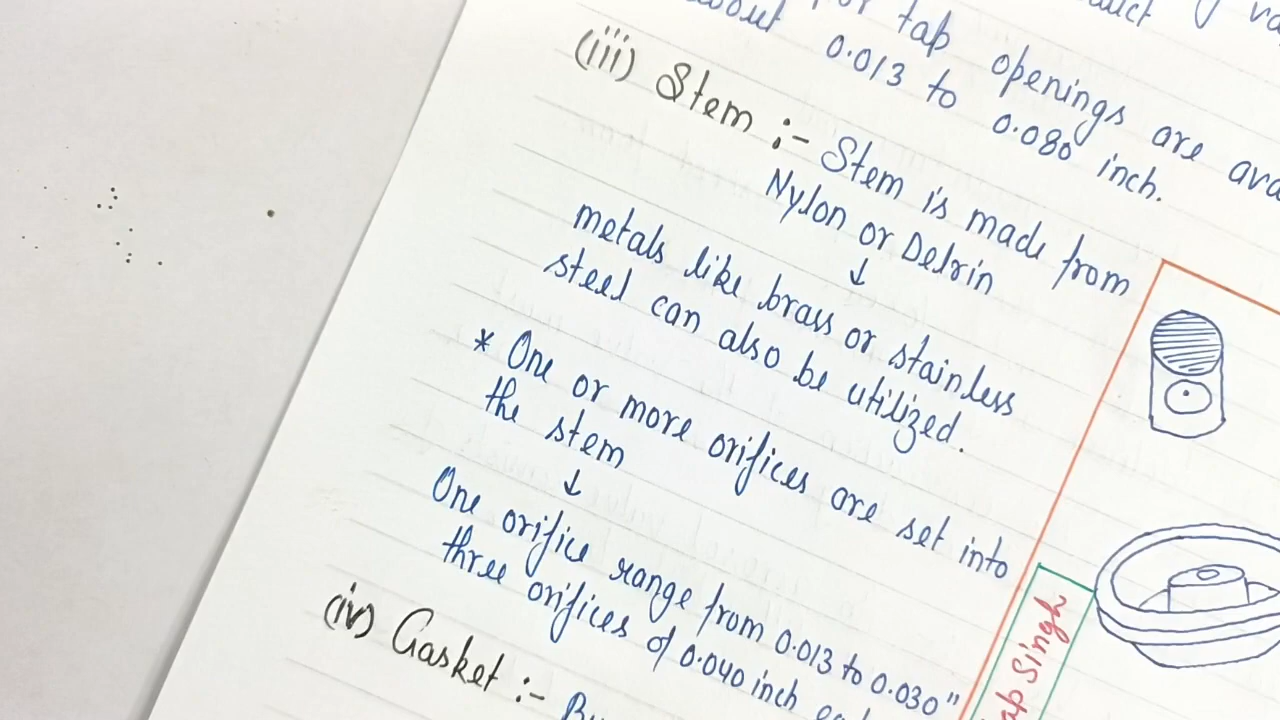 tap openings are
about 0.013 to 0.080 inch.
(iii) Stem :- Stem is made from
Nylon or Delrin
↓
metals like brass or stainless
steel can also be utilized.
* One or more orifices are set into
the stem
↓
One orifice range from 0.013 to 0.030"
three orifices of 0.040 inch
(iv) Gasket :-
Singh